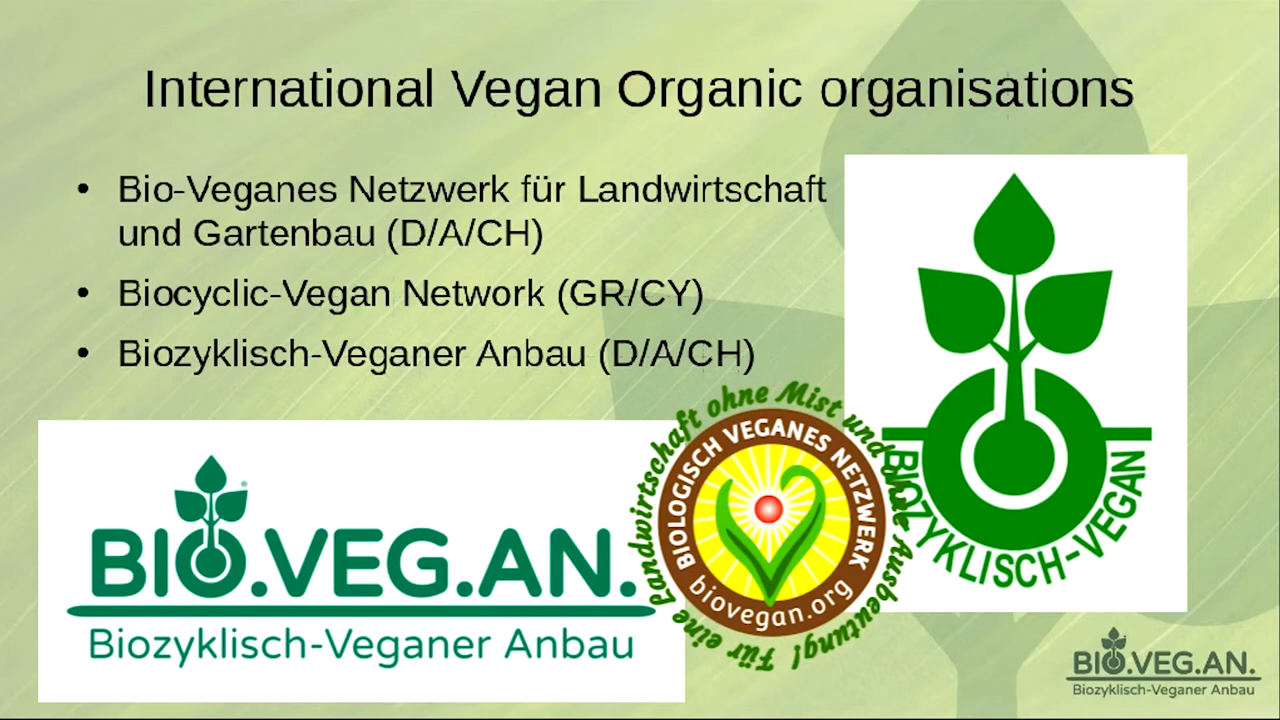 International Vegan Organic organisations
• Bio-Veganes Netzwerk für Landwirtschaft
und Gartenbau (D/A/CH)
• Biocyclic-Vegan Network (GR/CY)
• Biozyklisch-Veganer Anbau (D/A/CH)
BIOZYKLISCH-VEGAN
BIO.VEG.AN.
Biozyklisch-Veganer Anbau
Für eine Landwirtschaft ohne Mist und ohne Ausbeutung!
BIOLOGISCH VEGANES NETZWERK
biovegan.org
BIO.VEG.AN.
Biozyklisch-Veganer Anbau